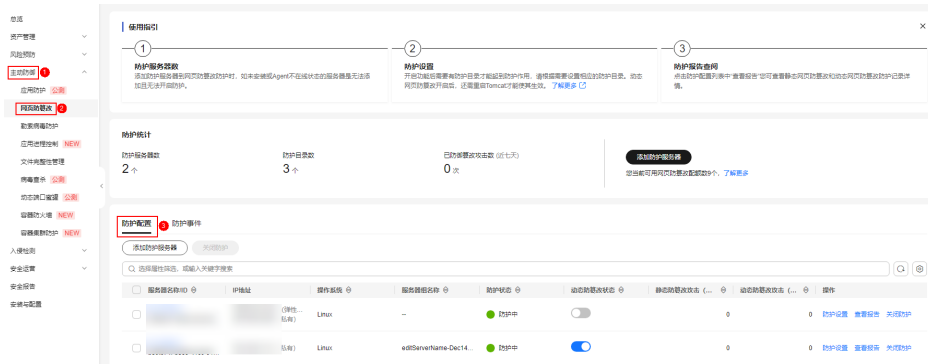 总览
资产管理
风险预防
主动防御 1
应用防护 公测
网页防篡改 2
勒索病毒防护
应用进程控制 NEW
文件完整性管理
病毒查杀 公测
动态端口蜜罐 公测
容器防火墙 NEW
容器集群防护 NEW
入侵检测
安全运营
安全报告
安装与配置
使用指引
1
防护服务器数
添加防护服务器到网页防篡改防护时，如未安装或Agent不在线状态的服务器是无法添
加且无法开启防护。
2
防护设置
开启功能后需要有防护目录才能起到防护作用，请根据需要设置相应的防护目录。动态
网页防篡改开启后，还需重启Tomcat才能使其生效。了解更多
3
防护报告查阅
点击防护配置列表中“查看报告”您可查看静态网页防篡改和动态网页防篡改防护记录详
情。
防护统计
防护服务器数
2 个
防护目录数
3 个
已防御篡改攻击数 (近七天)
0 次
添加防护服务器
您当前可用网页防篡改配额数9个，了解更多
防护配置 3 防护事件
添加防护服务器 关闭防护
选择属性筛选，或输入关键字搜索
服务器名称/ID IP地址 操作系统 服务器组名称 防护状态 动态防篡改状态 静态防篡改攻击 (... 动态防篡改攻击 (... 操作
(弹性...
私有) Linux -- 防护中 0 0 防护设置 查看报告 关闭防护
私有) Linux editServerName-Dec14... 防护中 0 0 防护设置 查看报告 关闭防护